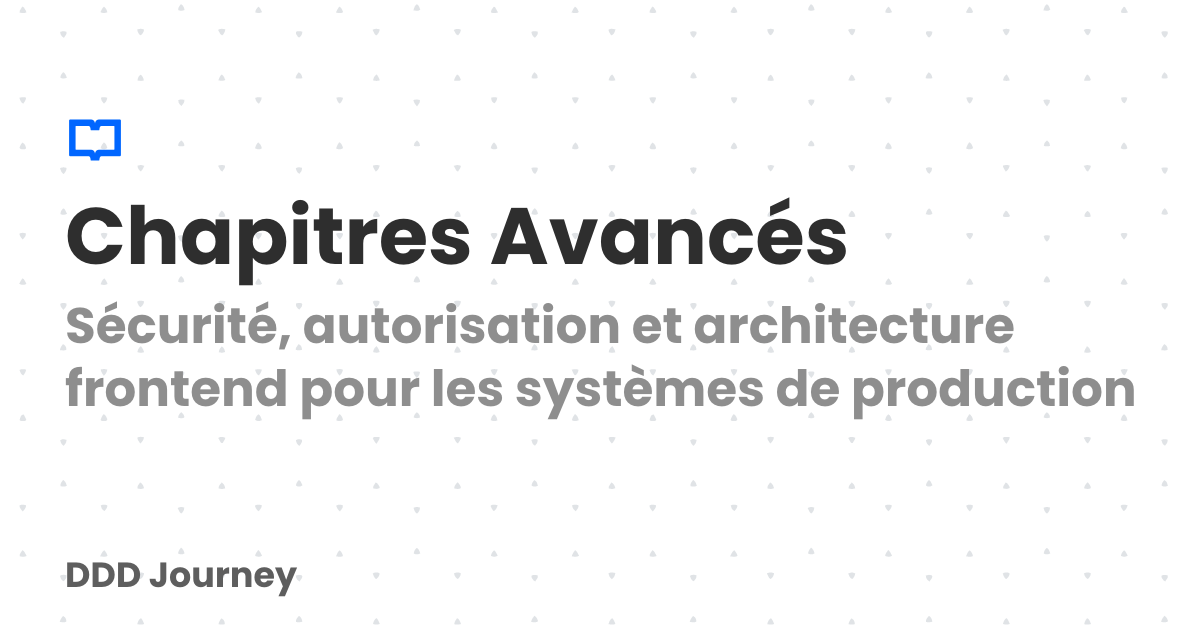 Chapitres Avancés
Sécurité, autorisation et architecture
frontend pour les systèmes de production
DDD Journey